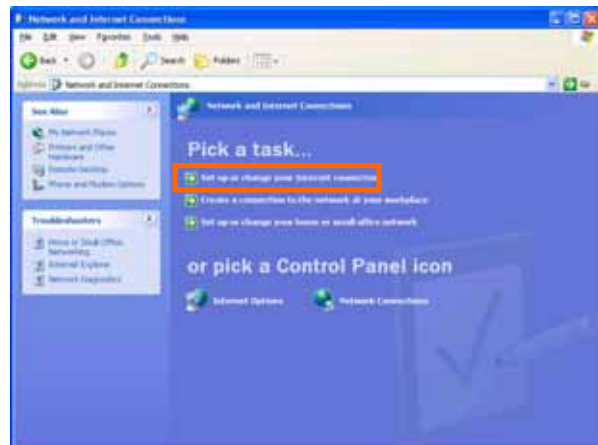 Network and Internet Connections
File Edit View Favorites Tools Help
Back Search Folders
Address Network and Internet Connections Go
See Also
My Network Places
Printers and Other
Hardware
Remote Desktop
Phone and Modem Options
Troubleshooters
Home or Small Office
Networking
Internet Explorer
Network Diagnostics
Network and Internet Connections
Pick a task...
Set up or change your Internet connection
Create a connection to the network at your workplace
Set up or change your home or small office network
or pick a Control Panel icon
Internet Options Network Connections